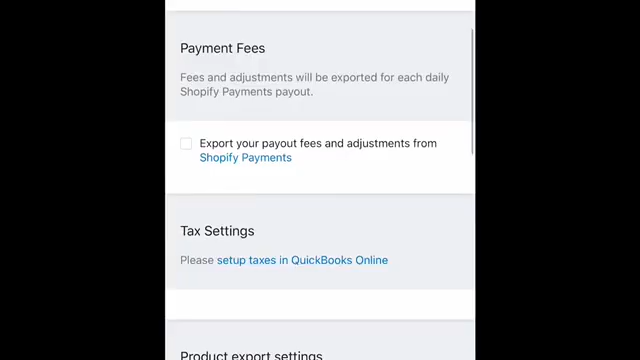 Payment Fees
Fees and adjustments will be exported for each daily
Shopify Payments payout.
Export your payout fees and adjustments from
Shopify Payments
Tax Settings
Please setup taxes in QuickBooks Online
Product export settings